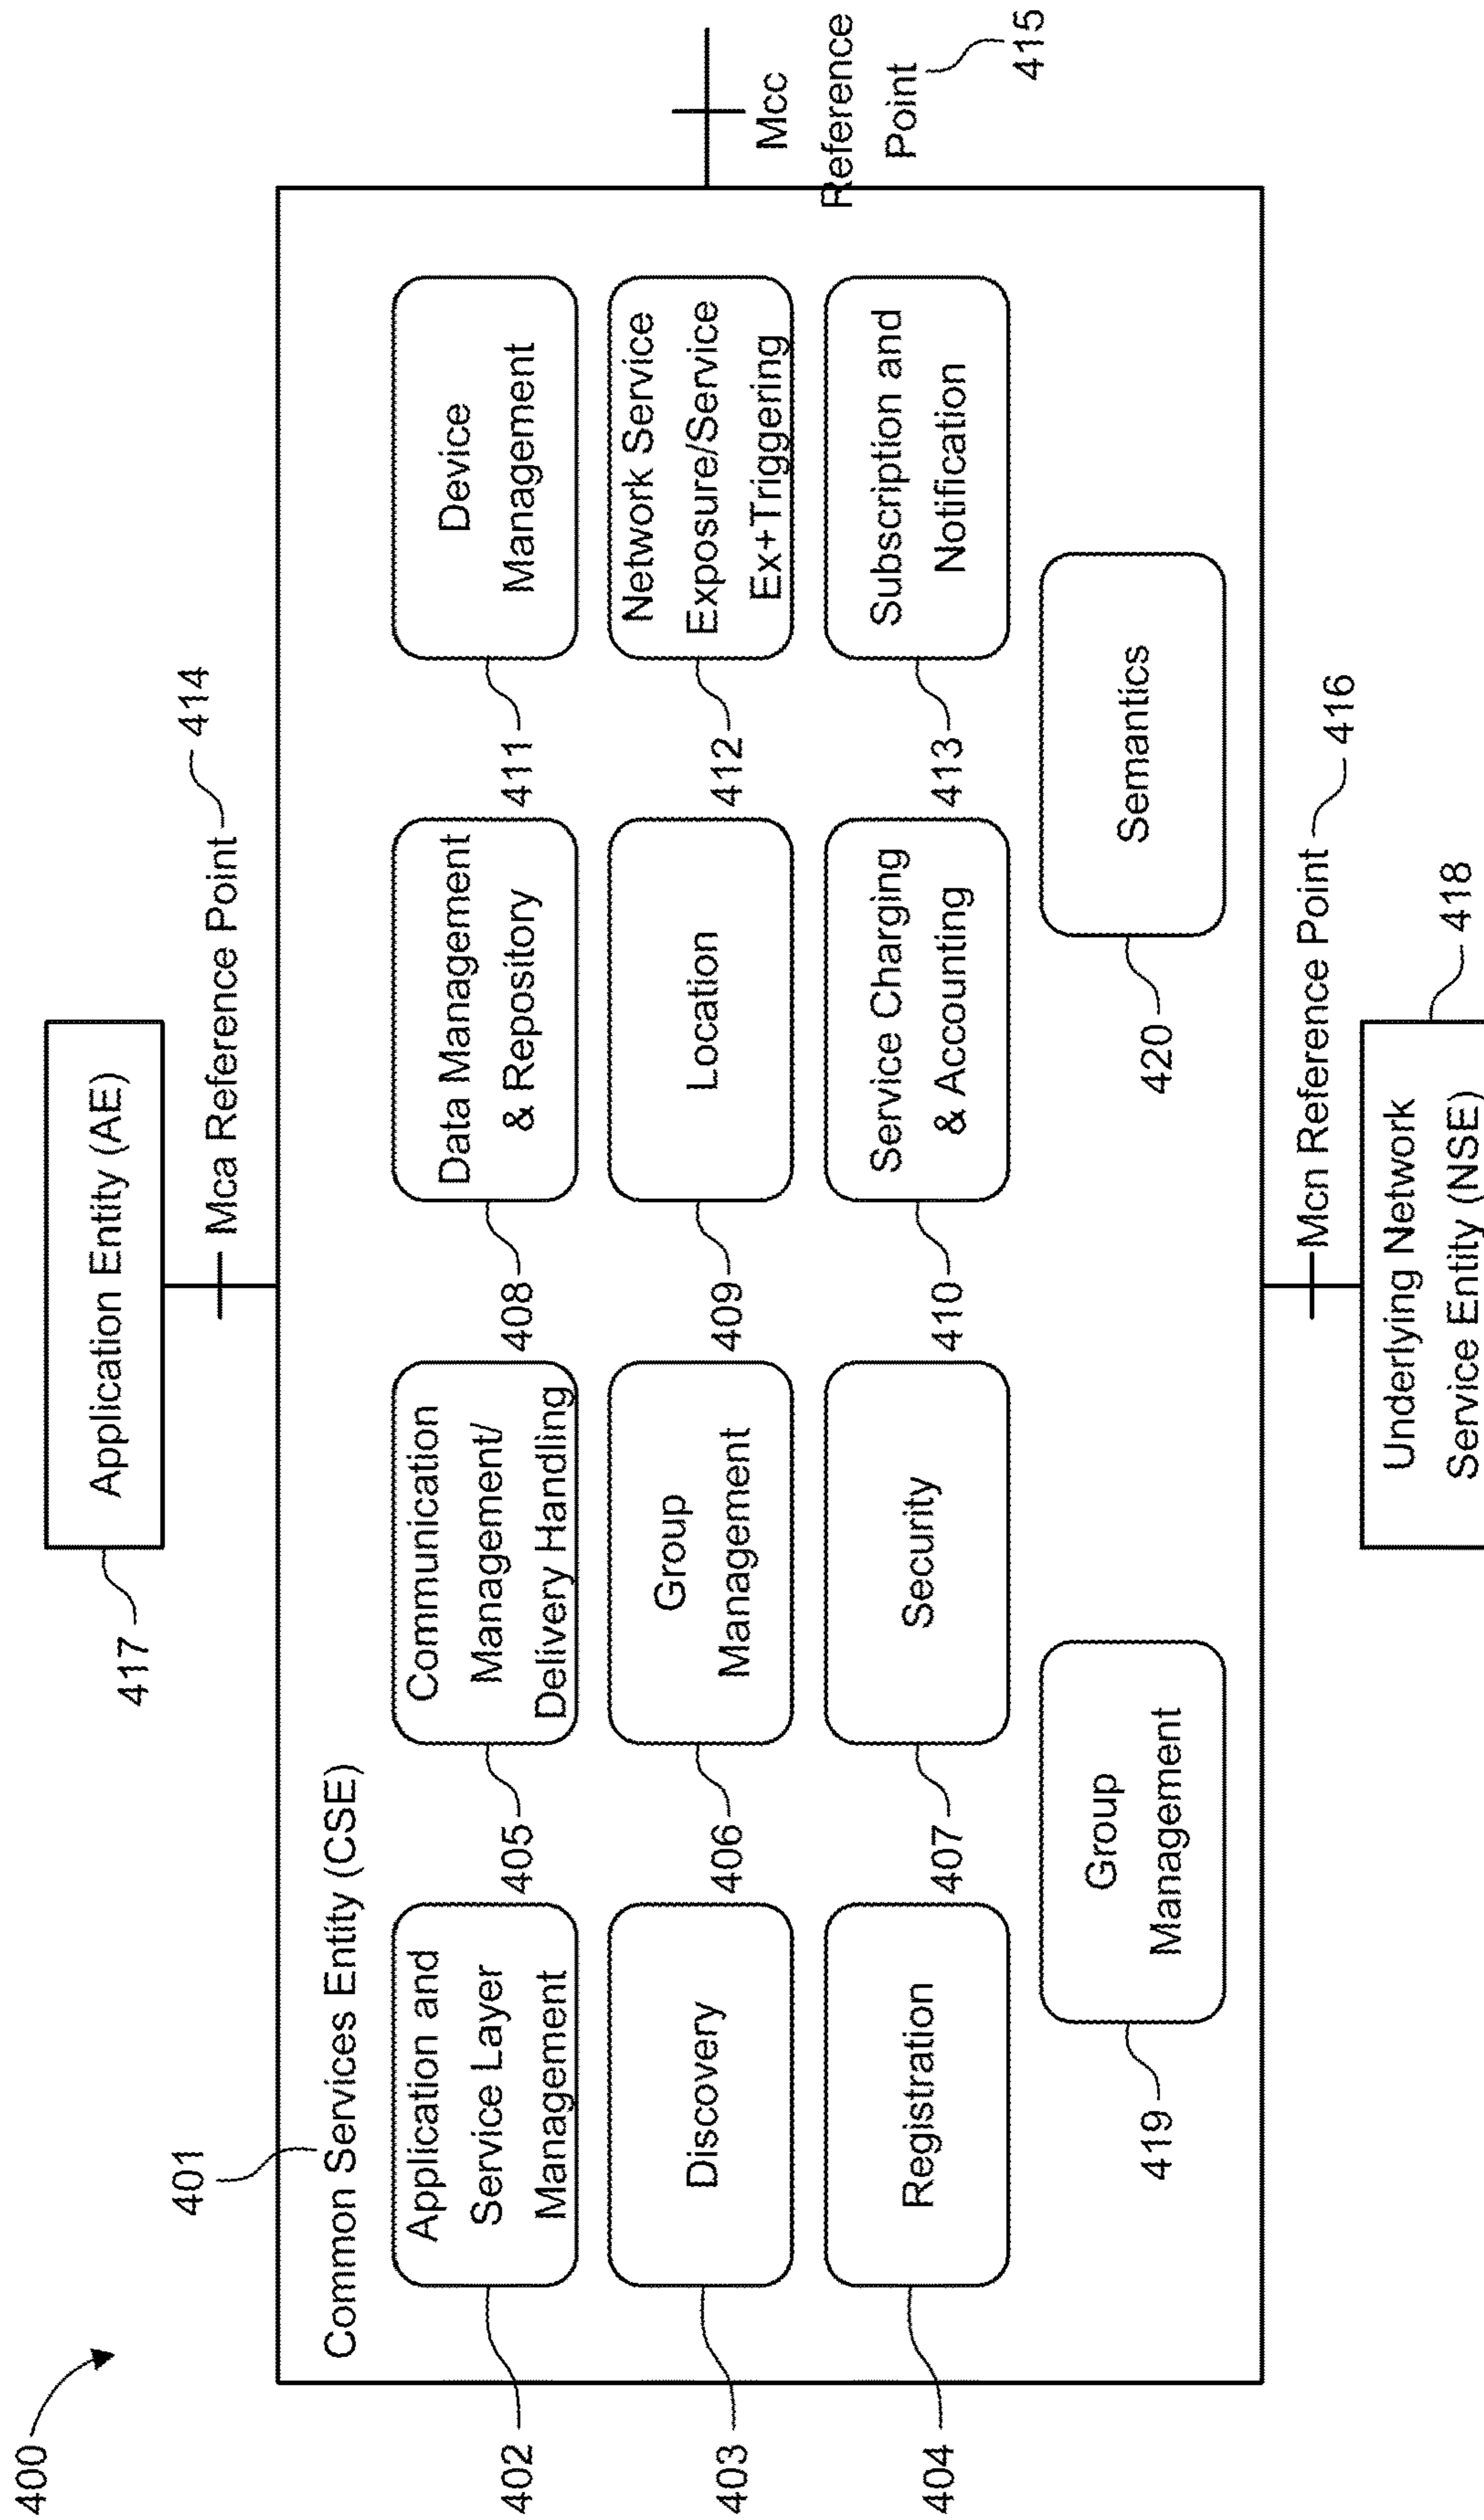 400
417
Application Entity (AE)
Mca Reference Point
414
401
Common Services Entity (CSE)
402
Application and
Service Layer
Management
405
Communication
Management/
Delivery Handling
408
Data Management
& Repository
411
Device
Management
403
Discovery
406
Group
Management
409
Location
412
Network Service
Exposure/Service
Ex+Triggering
404
Registration
407
Security
410
Service Charging
& Accounting
413
Subscription and
Notification
419
Group
Management
420
Semantics
Mcc
Reference
Point
415
Mcn Reference Point
416
Underlying Network
Service Entity (NSE)
418